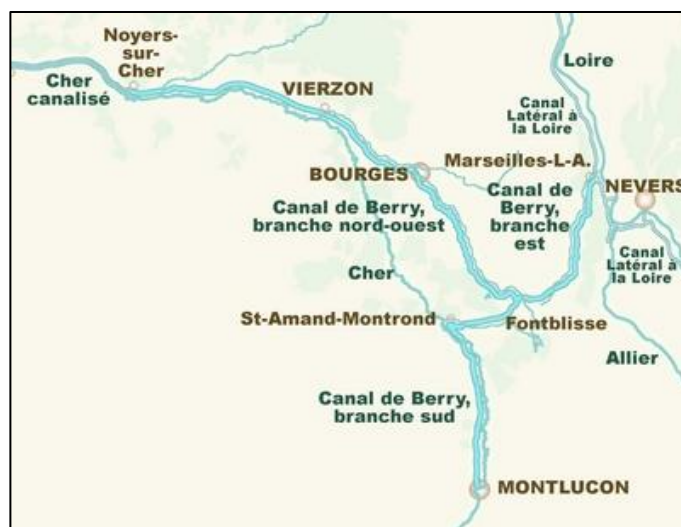 Noyers-
sur-
Cher
Cher
canalisé
VIERZON
Loire
Canal
Latéral à
la Loire
Marseilles-L-A.
BOURGES
NEVERS
Canal de Berry,
branche nord-ouest
Canal de
Berry,
branche
est
Canal
Latéral à
la Loire
Cher
St-Amand-Montrond
Fontblisse
Allier
Canal de Berry,
branche sud
MONTLUCON